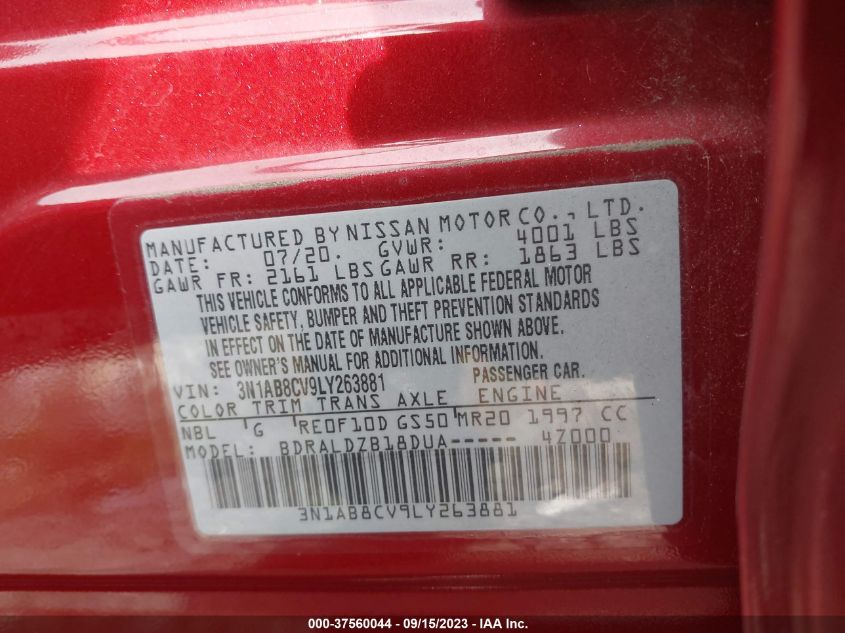 MANUFACTURED BY NISSAN MOTOR CO., LTD.
DATE: 07/20. GVWR: 4001 LBS
GAWR FR: 2161 LBS GAWR RR: 1863 LBS
THIS VEHICLE CONFORMS TO ALL APPLICABLE FEDERAL MOTOR
VEHICLE SAFETY, BUMPER AND THEFT PREVENTION STANDARDS
IN EFFECT ON THE DATE OF MANUFACTURE SHOWN ABOVE.
SEE OWNER'S MANUAL FOR ADDITIONAL INFORMATION.
VIN: 3N1AB8CV9LY263881 PASSENGER CAR.
COLOR TRIM TRANS AXLE ENGINE
NBL G RE0F10D GS50 MR20 1997 CC
MODEL: BDRALDZB18DUA----- 4Z000
3N1AB8CV9LY263881
000-37560044 - 09/15/2023 - IAA Inc.